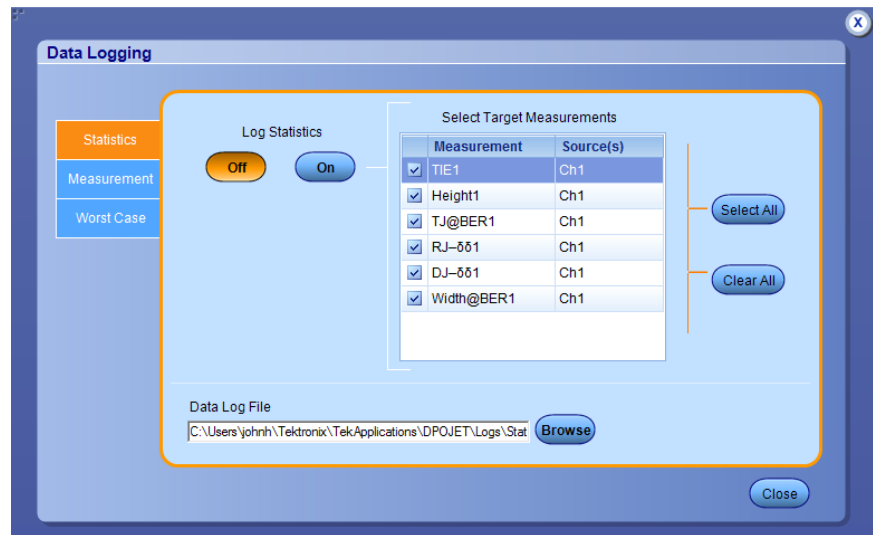 X
Data Logging
Statistics
Measurement
Worst Case
Log Statistics
Off On
Select Target Measurements
Measurement Source(s)
TIE1 Ch1
Height1 Ch1
TJ@BER1 Ch1
RJ–δδ1 Ch1
DJ–δδ1 Ch1
Width@BER1 Ch1
Select All
Clear All
Data Log File
C:\Users\johnh\Tektronix\TekApplications\DPOJET\Logs\Stat Browse
Close